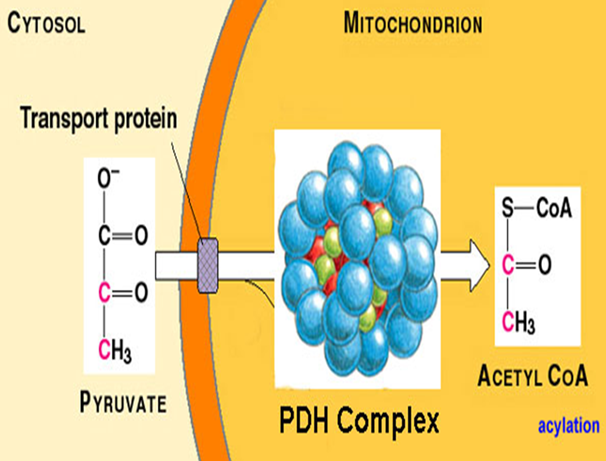 CYTOSOL
MITOCHONDRION
Transport protein
O⁻
C=O
C=O
CH₃
PYRUVATE
PDH Complex
S—CoA
C=O
CH₃
ACETYL COA
acylation